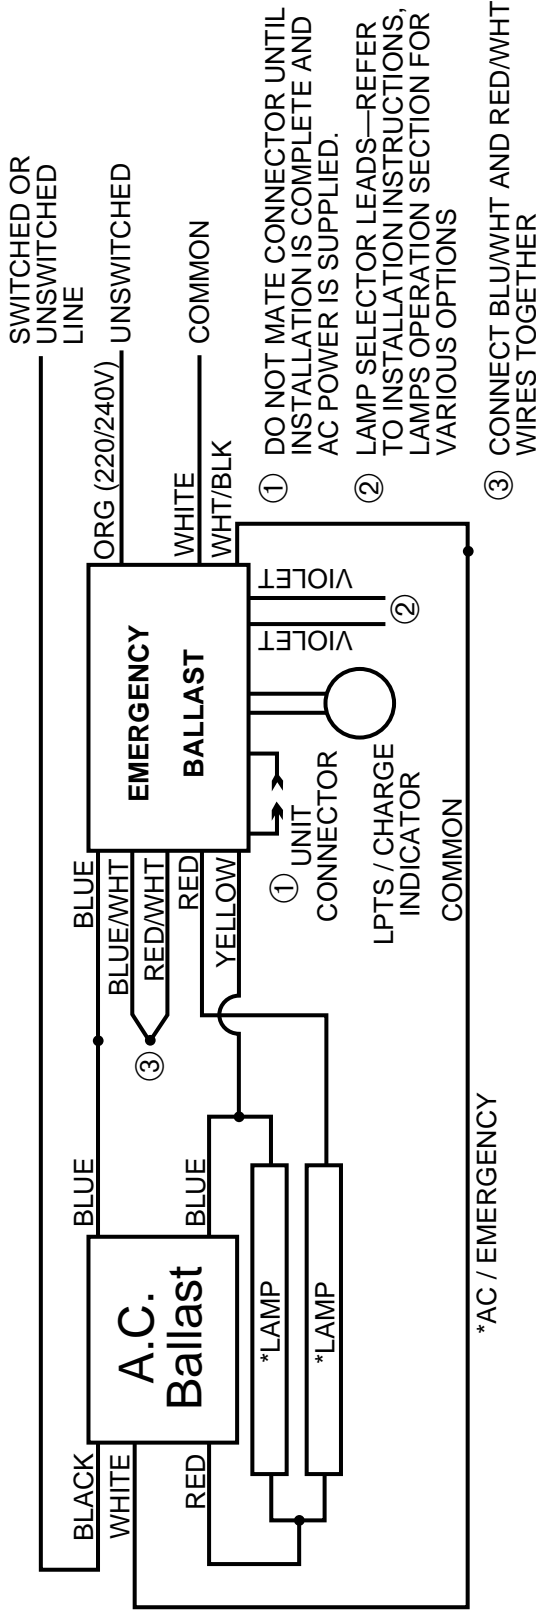 SWITCHED OR
UNSWITCHED
LINE
ORG (220/240V)
UNSWITCHED
WHITE
COMMON
WHT/BLK
EMERGENCY
BALLAST
BLUE
BLUE/WHT
RED/WHT
RED
YELLOW
③
BLUE
BLUE
A.C.
Ballast
BLACK
WHITE
RED
*LAMP
*LAMP
VIOLET
VIOLET
②
① UNIT
CONNECTOR
LPTS / CHARGE
INDICATOR
COMMON
*AC / EMERGENCY
① DO NOT MATE CONNECTOR UNTIL
INSTALLATION IS COMPLETE AND
AC POWER IS SUPPLIED.
② LAMP SELECTOR LEADS—REFER
TO INSTALLATION INSTRUCTIONS,
LAMPS OPERATION SECTION FOR
VARIOUS OPTIONS
③ CONNECT BLU/WHT AND RED/WHT
WIRES TOGETHER